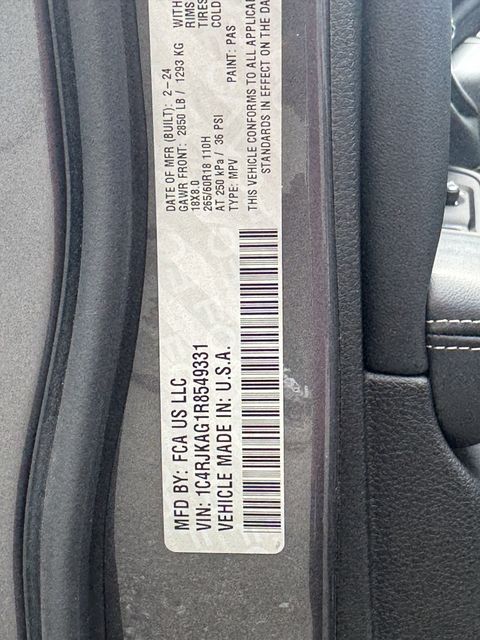 MFD BY: FCA US LLC
VIN: 1C4RJKAG1R8549331
VEHICLE MADE IN: U.S.A.
DATE OF MFR (BUILT): 2-24
GAWR FRONT: 2850 LB / 1293 KG WITH
18X8.0 RIMS
265/60R18 110H TIRES
AT 250 kPa / 36 PSI COLD
TYPE: MPV PAINT: PAS
THIS VEHICLE CONFORMS TO ALL APPLICA
STANDARDS IN EFFECT ON THE DA